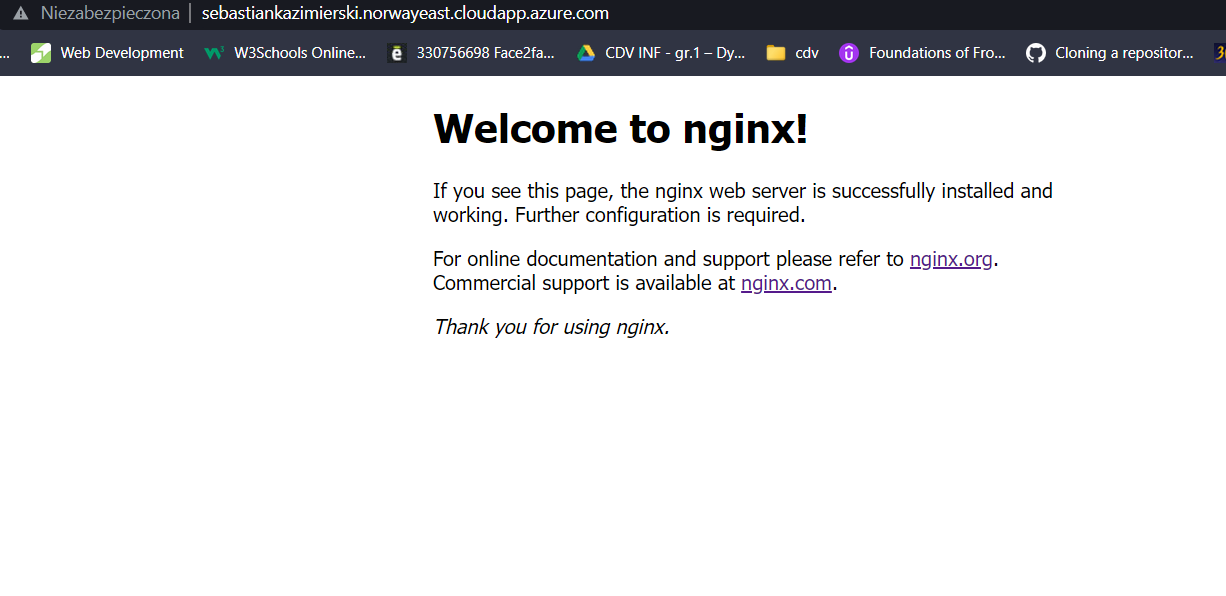 Niezabezpieczona | sebastiankazimierski.norwayeast.cloudapp.azure.com
... Web Development W3Schools Online... 330756698 Face2fa... CDV INF - gr.1 – Dy... cdv Foundations of Fro... Cloning a repositor...
Welcome to nginx!
If you see this page, the nginx web server is successfully installed and
working. Further configuration is required.
For online documentation and support please refer to nginx.org.
Commercial support is available at nginx.com.
Thank you for using nginx.